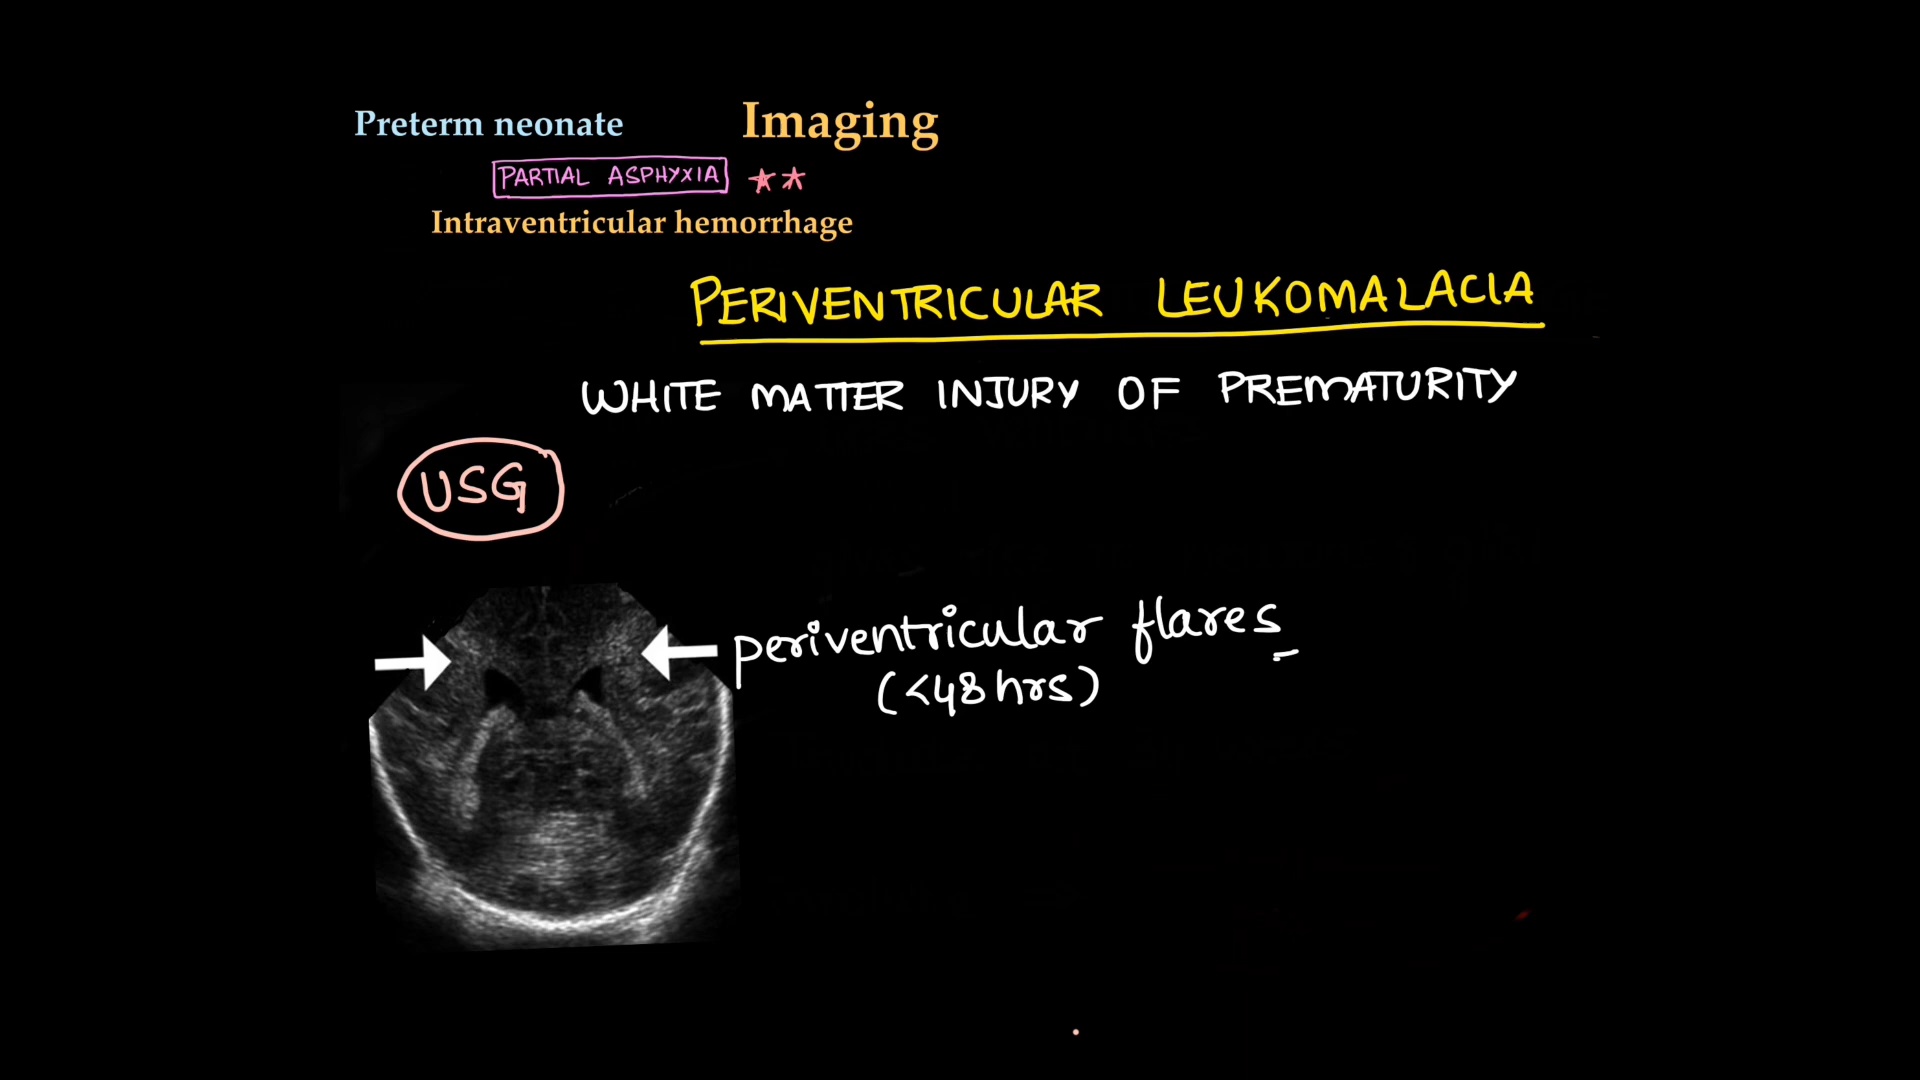 Preterm neonate Imaging
PARTIAL ASPHYXIA **
Intraventricular hemorrhage
PERIVENTRICULAR LEUKOMALACIA
WHITE MATTER INJURY OF PREMATURITY
USG
periventricular flares
(<48 hrs)